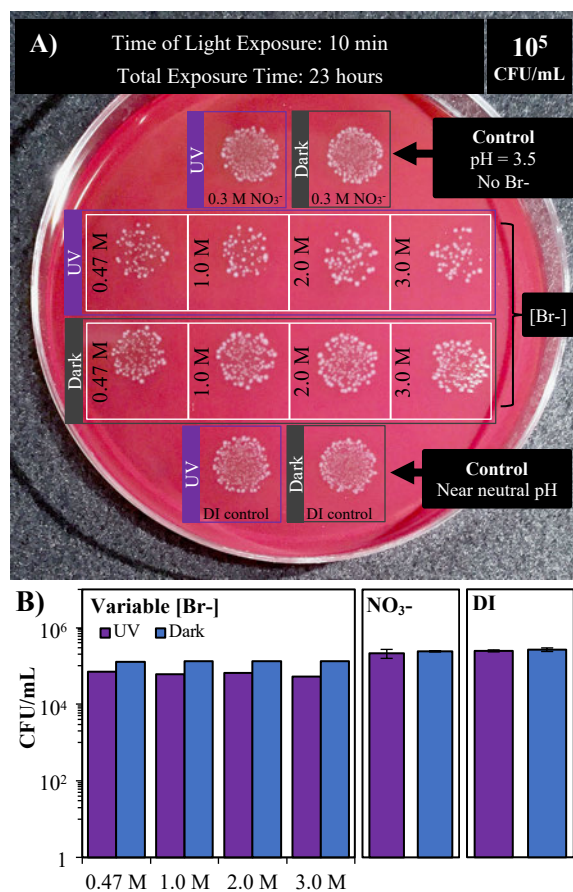 A)
Time of Light Exposure: 10 min
Total Exposure Time: 23 hours
10⁵
CFU/mL
UV
0.3 M NO₃⁻
Dark
0.3 M NO₃⁻
Control
pH = 3.5
No Br-
UV
0.47 M
1.0 M
2.0 M
3.0 M
[Br-]
Dark
0.47 M
1.0 M
2.0 M
3.0 M
UV
DI control
Dark
DI control
Control
Near neutral pH
B)
Variable [Br-]
UV
Dark
NO₃-
DI
CFU/mL
10⁶
10⁴
10²
1
0.47 M
1.0 M
2.0 M
3.0 M